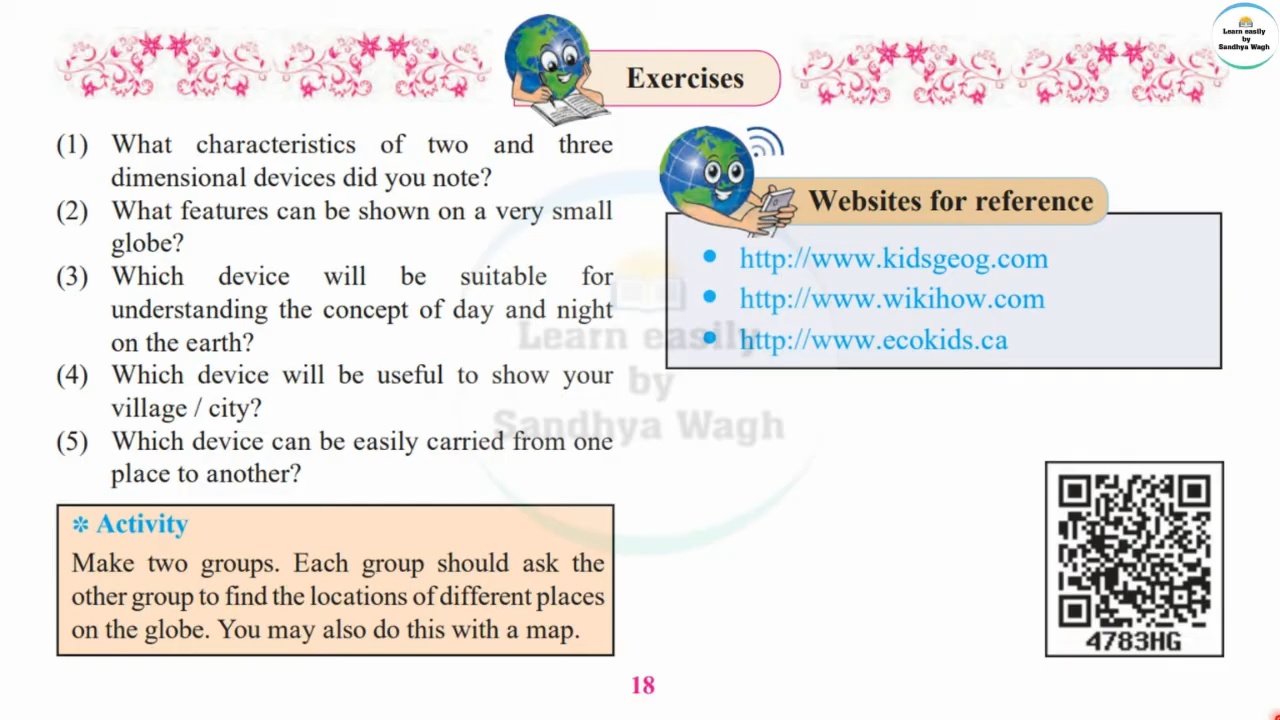 Learn easily
by
Sandhya Wagh
Exercises
(1) What characteristics of two and three
dimensional devices did you note?
(2) What features can be shown on a very small
globe?
(3) Which device will be suitable for
understanding the concept of day and night
on the earth?
(4) Which device will be useful to show your
village / city?
(5) Which device can be easily carried from one
place to another?
* Activity
Make two groups. Each group should ask the
other group to find the locations of different places
on the globe. You may also do this with a map.
Websites for reference
• http://www.kidsgeog.com
• http://www.wikihow.com
• http://www.ecokids.ca
Learn easily
by
Sandhya Wagh
4783HG
18